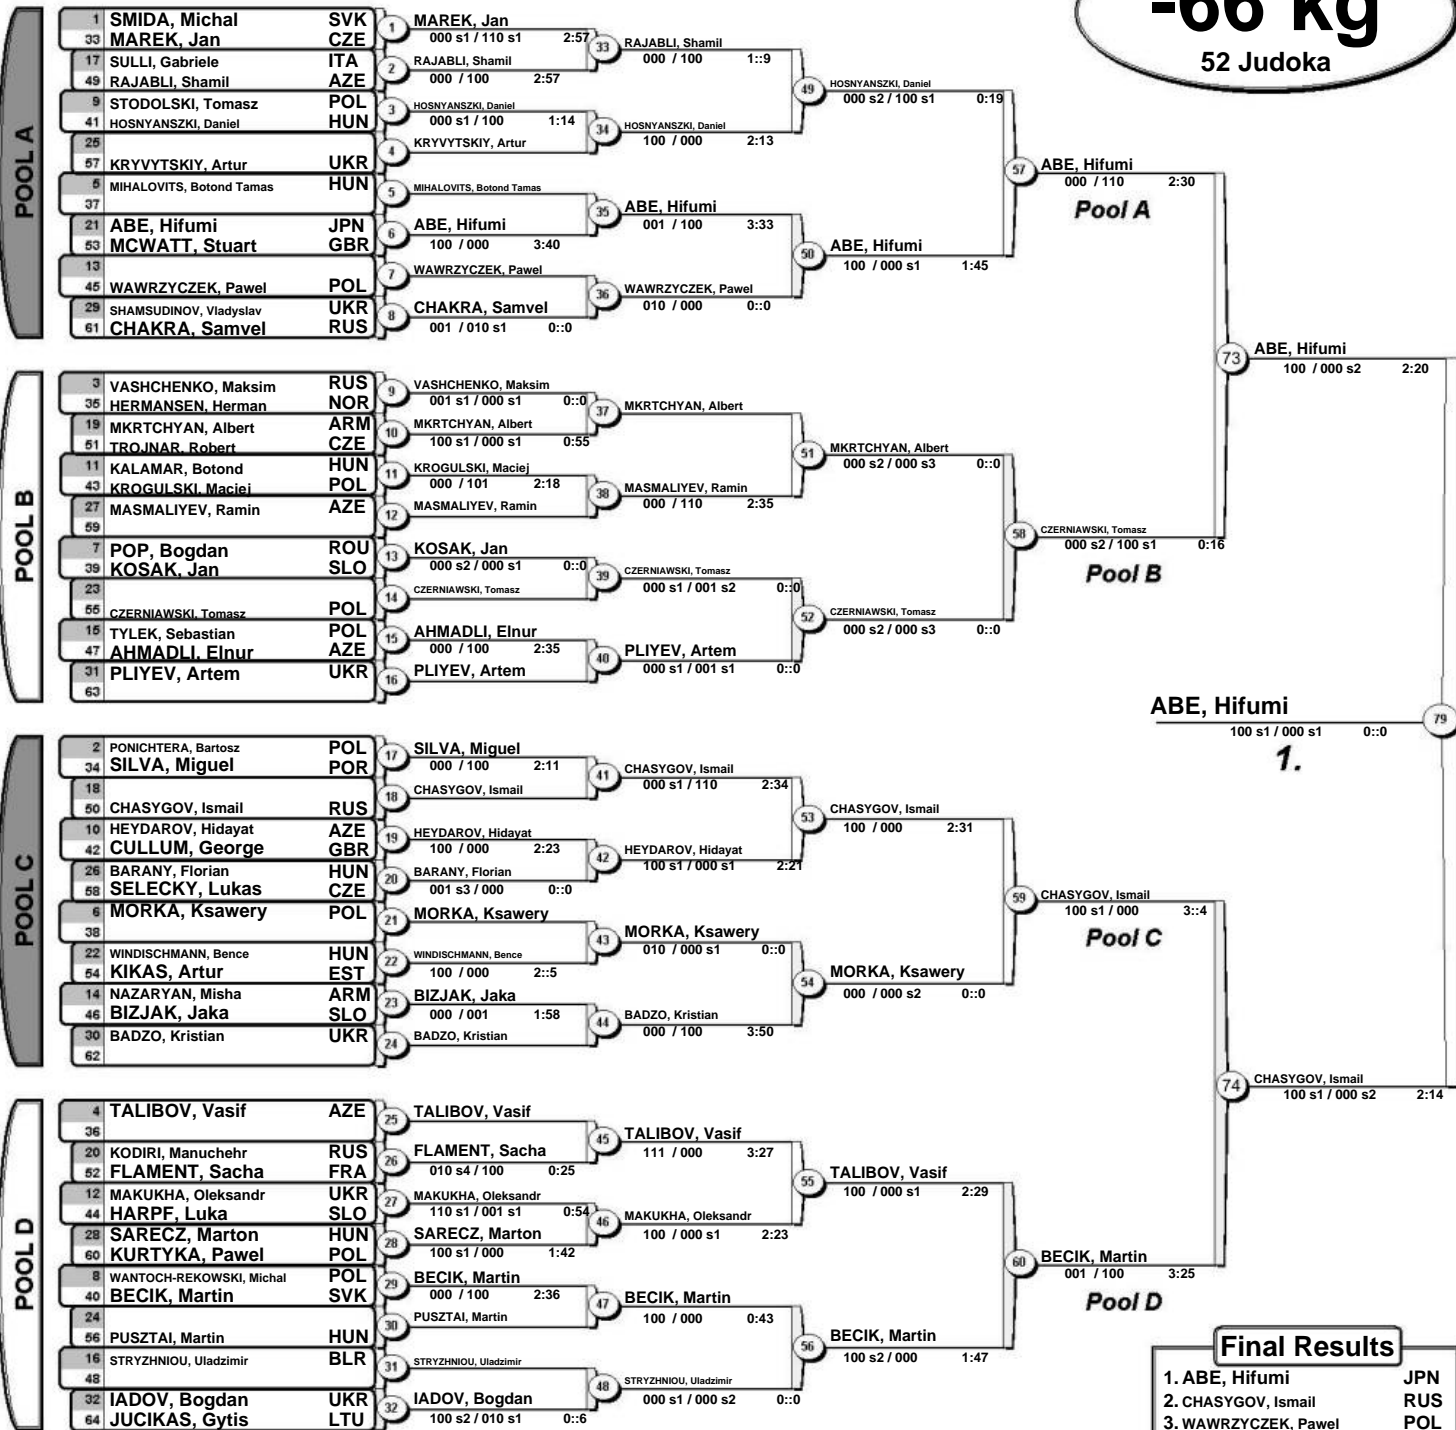 -66 kg
52 Judoka
POOL A
1 SMIDA, Michal SVK
33 MAREK, Jan CZE
17 SULLI, Gabriele ITA
49 RAJABLI, Shamil AZE
9 STODOLSKI, Tomasz POL
41 HOSNYANSZKI, Daniel HUN
25
57 KRYVYTSKIY, Artur UKR
5 MIHALOVITS, Botond Tamas HUN
37
21 ABE, Hifumi JPN
53 MCWATT, Stuart GBR
13
45 WAWRZYCZEK, Pawel POL
29 SHAMSUDINOV, Vladyslav UKR
61 CHAKRA, Samvel RUS
1 MAREK, Jan
000 s1 / 110 s1 2:57
2 RAJABLI, Shamil
000 / 100 2:57
3 HOSNYANSZKI, Daniel
000 s1 / 100 1:14
4 KRYVYTSKIY, Artur
5 MIHALOVITS, Botond Tamas
6 ABE, Hifumi
100 / 000 3:40
7 WAWRZYCZEK, Pawel
8 CHAKRA, Samvel
001 / 010 s1 0::0
33 RAJABLI, Shamil
000 / 100 1::9
34 HOSNYANSZKI, Daniel
100 / 000 2:13
35 ABE, Hifumi
001 / 100 3:33
36 WAWRZYCZEK, Pawel
010 / 000 0::0
49 HOSNYANSZKI, Daniel
000 s2 / 100 s1 0:19
50 ABE, Hifumi
100 / 000 s1 1:45
57 ABE, Hifumi
000 / 110 2:30
Pool A
POOL B
3 VASHCHENKO, Maksim RUS
35 HERMANSEN, Herman NOR
19 MKRTCHYAN, Albert ARM
51 TROJNAR, Robert CZE
11 KALAMAR, Botond HUN
43 KROGULSKI, Maciej POL
27 MASMALIYEV, Ramin AZE
59
7 POP, Bogdan ROU
39 KOSAK, Jan SLO
23
55 CZERNIAWSKI, Tomasz POL
15 TYLEK, Sebastian POL
47 AHMADLI, Elnur AZE
31 PLIYEV, Artem UKR
63
9 VASHCHENKO, Maksim
001 s1 / 000 s1 0::0
10 MKRTCHYAN, Albert
100 s1 / 000 s1 0:55
11 KROGULSKI, Maciej
000 / 101 2:18
12 MASMALIYEV, Ramin
13 KOSAK, Jan
000 s2 / 000 s1 0::0
14 CZERNIAWSKI, Tomasz
15 AHMADLI, Elnur
000 / 100 2:35
16 PLIYEV, Artem
37 MKRTCHYAN, Albert
38 MASMALIYEV, Ramin
000 / 110 2:35
39 CZERNIAWSKI, Tomasz
000 s1 / 001 s2 0::0
40 PLIYEV, Artem
000 s1 / 001 s1 0::0
51 MKRTCHYAN, Albert
000 s2 / 000 s3 0::0
52 CZERNIAWSKI, Tomasz
000 s2 / 000 s3 0::0
58 CZERNIAWSKI, Tomasz
000 s2 / 100 s1 0:16
Pool B
73 ABE, Hifumi
100 / 000 s2 2:20
ABE, Hifumi 79
100 s1 / 000 s1 0::0
1.
POOL C
2 PONICHTERA, Bartosz POL
34 SILVA, Miguel POR
18
50 CHASYGOV, Ismail RUS
10 HEYDAROV, Hidayat AZE
42 CULLUM, George GBR
26 BARANY, Florian HUN
58 SELECKY, Lukas CZE
6 MORKA, Ksawery POL
38
22 WINDISCHMANN, Bence HUN
54 KIKAS, Artur EST
14 NAZARYAN, Misha ARM
46 BIZJAK, Jaka SLO
30 BADZO, Kristian UKR
62
17 SILVA, Miguel
000 / 100 2:11
18 CHASYGOV, Ismail
19 HEYDAROV, Hidayat
100 / 000 2:23
20 BARANY, Florian
001 s3 / 000 0::0
21 MORKA, Ksawery
22 WINDISCHMANN, Bence
100 / 000 2::5
23 BIZJAK, Jaka
000 / 001 1:58
24 BADZO, Kristian
41 CHASYGOV, Ismail
000 s1 / 110 2:34
42 HEYDAROV, Hidayat
100 s1 / 000 s1 2:21
43 MORKA, Ksawery
010 / 000 s1 0::0
44 BADZO, Kristian
000 / 100 3:50
53 CHASYGOV, Ismail
100 / 000 2:31
54 MORKA, Ksawery
000 / 000 s2 0::0
59 CHASYGOV, Ismail
100 s1 / 000 3::4
Pool C
POOL D
4 TALIBOV, Vasif AZE
36
20 KODIRI, Manuchehr RUS
52 FLAMENT, Sacha FRA
12 MAKUKHA, Oleksandr UKR
44 HARPF, Luka SLO
28 SARECZ, Marton HUN
60 KURTYKA, Pawel POL
8 WANTOCH-REKOWSKI, Michal POL
40 BECIK, Martin SVK
24
56 PUSZTAI, Martin HUN
16 STRYZHNIOU, Uladzimir BLR
48
32 IADOV, Bogdan UKR
64 JUCIKAS, Gytis LTU
25 TALIBOV, Vasif
26 FLAMENT, Sacha
010 s4 / 100 0:25
27 MAKUKHA, Oleksandr
110 s1 / 001 s1 0:54
28 SARECZ, Marton
100 s1 / 000 1:42
29 BECIK, Martin
000 / 100 2:36
30 PUSZTAI, Martin
31 STRYZHNIOU, Uladzimir
32 IADOV, Bogdan
100 s2 / 010 s1 0::6
45 TALIBOV, Vasif
111 / 000 3:27
46 MAKUKHA, Oleksandr
100 / 000 s1 2:23
47 BECIK, Martin
100 / 000 0:43
48 STRYZHNIOU, Uladzimir
000 s1 / 000 s2 0::0
55 TALIBOV, Vasif
100 / 000 s1 2:29
56 BECIK, Martin
100 s2 / 000 1:47
60 BECIK, Martin
001 / 100 3:25
Pool D
74 CHASYGOV, Ismail
100 s1 / 000 s2 2:14
Final Results
1. ABE, Hifumi JPN
2. CHASYGOV, Ismail RUS
3. WAWRZYCZEK, Pawel POL